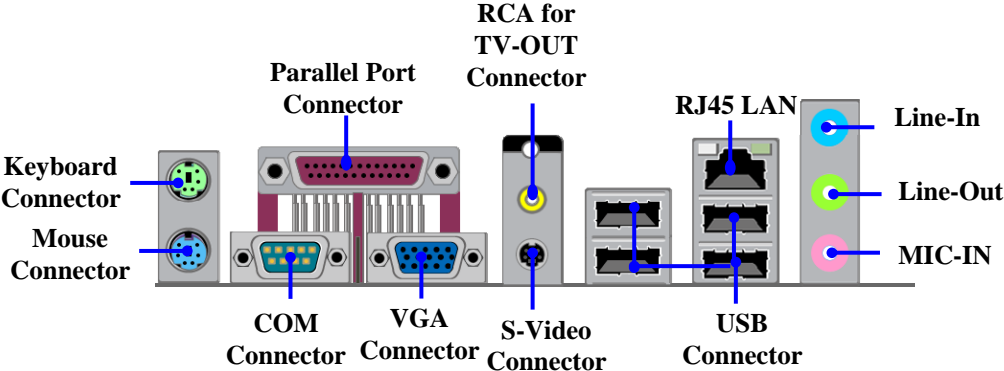 RCA for
TV-OUT
Connector
Parallel Port
Connector
RJ45 LAN
Line-In
Keyboard
Connector
Line-Out
Mouse
Connector
MIC-IN
COM
Connector
VGA
Connector
S-Video
Connector
USB
Connector